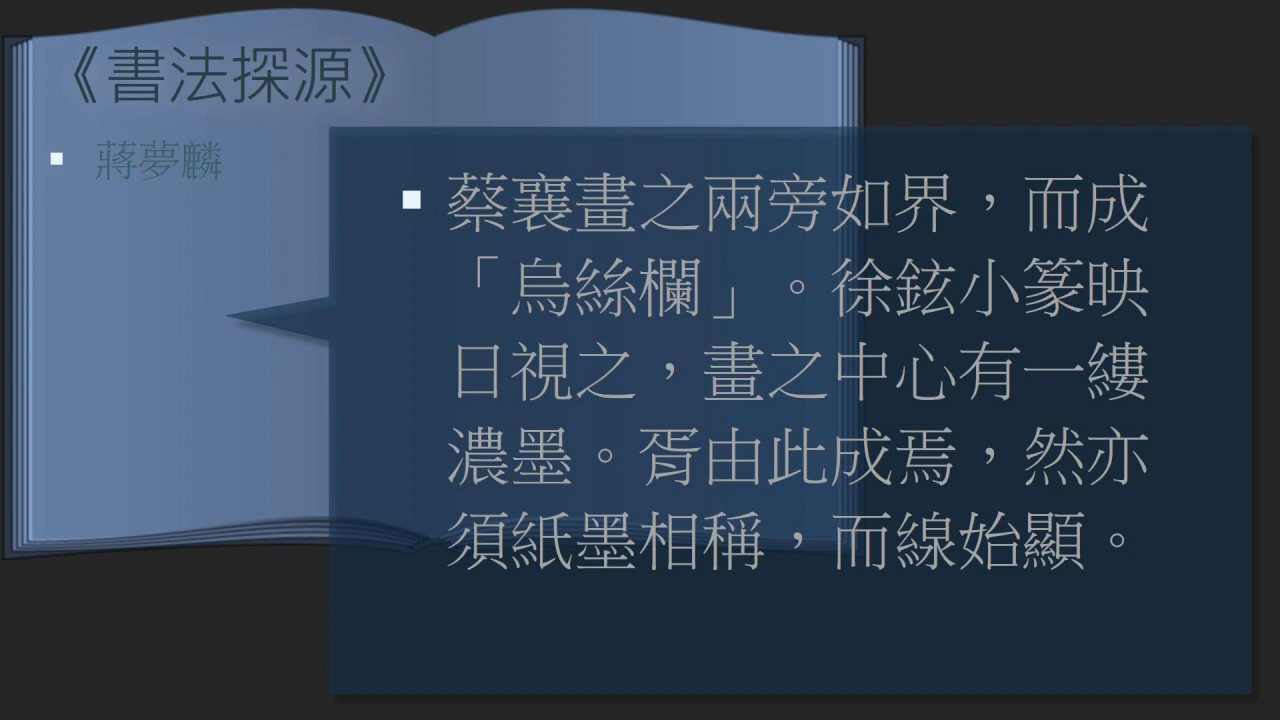 《書法探源》
蔣夢麟
蔡襄畫之兩旁如界，而成
「烏絲欄」。徐鉉小篆映
日視之，畫之中心有一縷
濃墨。胥由此成焉，然亦
須紙墨相稱，而線始顯。